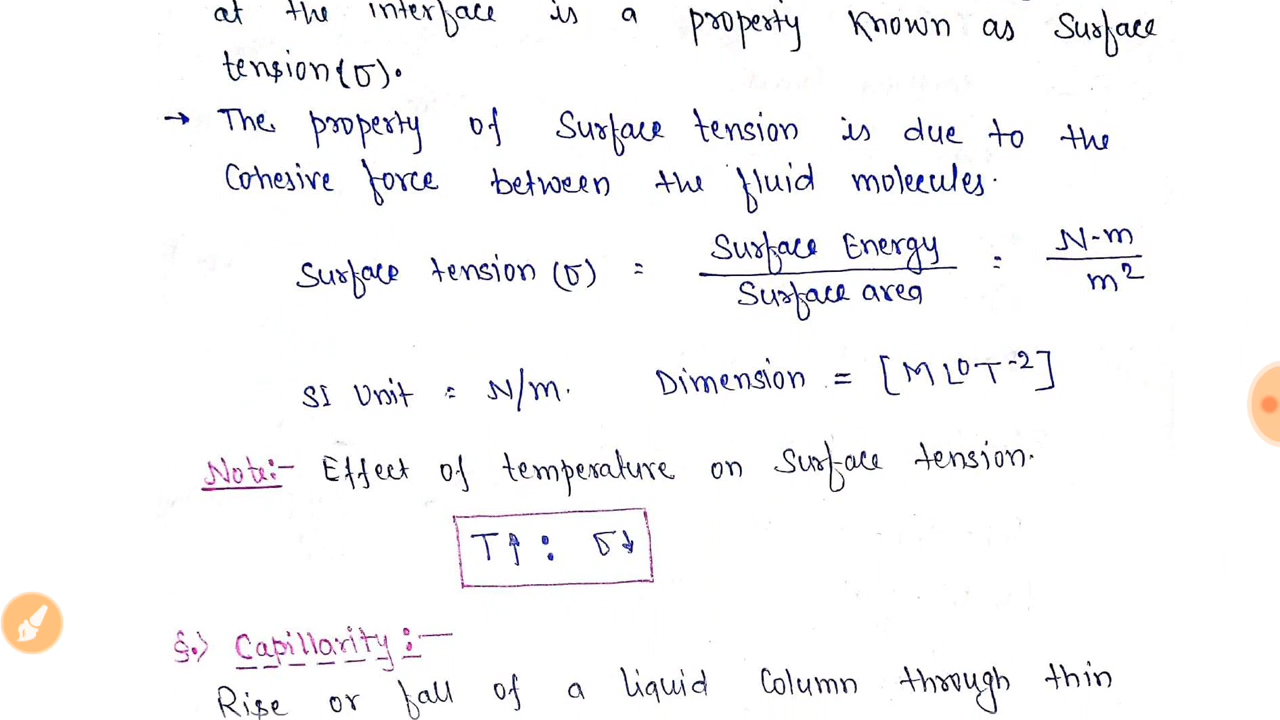 at the interface is a property known as Surface
tension(σ).
→ The property of Surface tension is due to the
Cohesive force between the fluid molecules.
Surface tension (σ) = Surface Energy / Surface area = N-m / m²
SI Unit = N/m. Dimension = [M L⁰ T⁻²]
Note:- Effect of temperature on Surface tension.
T↑ : σ↓
Capillarity :-
Rise or fall of a liquid Column through thin